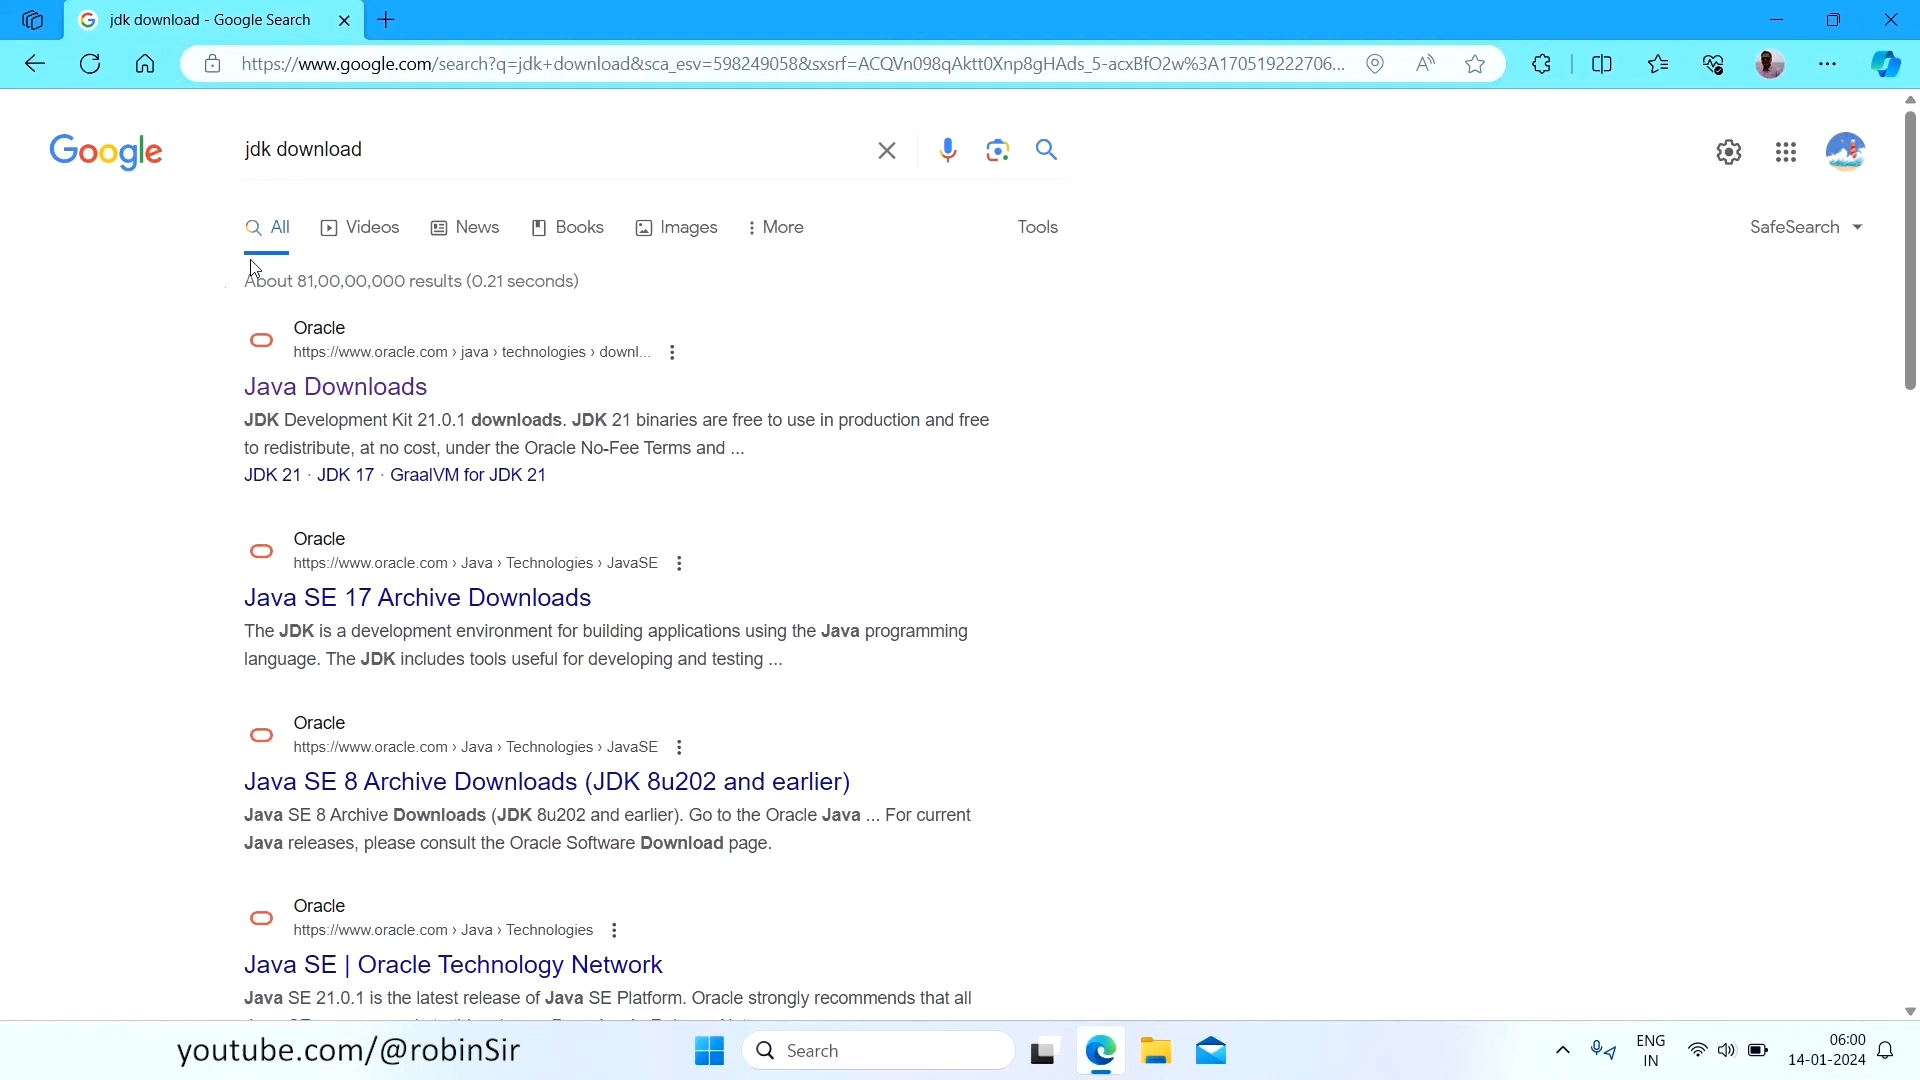 jdk download - Google Search
https://www.google.com/search?q=jdk+download&sca_esv=598249058&sxsrf=ACQVn098qAktt0Xnp8gHAds_5-acxBfO2w%3A170519222706...
Google
jdk download
All Videos News Books Images More Tools SafeSearch
About 81,00,00,000 results (0.21 seconds)
Oracle
https://www.oracle.com › java › technologies › downl...
Java Downloads
JDK Development Kit 21.0.1 downloads. JDK 21 binaries are free to use in production and free
to redistribute, at no cost, under the Oracle No-Fee Terms and ...
JDK 21 · JDK 17 · GraalVM for JDK 21
Oracle
https://www.oracle.com › Java › Technologies › JavaSE
Java SE 17 Archive Downloads
The JDK is a development environment for building applications using the Java programming
language. The JDK includes tools useful for developing and testing ...
Oracle
https://www.oracle.com › Java › Technologies › JavaSE
Java SE 8 Archive Downloads (JDK 8u202 and earlier)
Java SE 8 Archive Downloads (JDK 8u202 and earlier). Go to the Oracle Java ... For current
Java releases, please consult the Oracle Software Download page.
Oracle
https://www.oracle.com › Java › Technologies
Java SE | Oracle Technology Network
Java SE 21.0.1 is the latest release of Java SE Platform. Oracle strongly recommends that all
youtube.com/@robinSir
Search
ENG
IN
06:00
14-01-2024